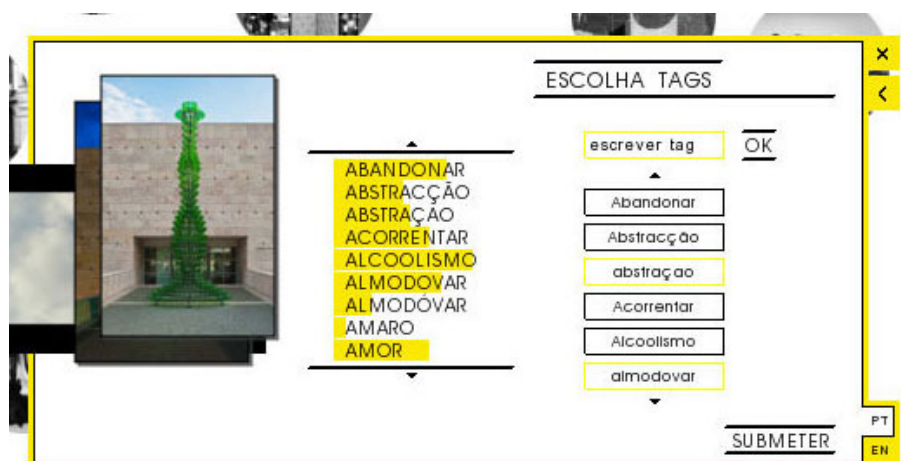 ×
<
ESCOLHA TAGS
ABANDONAR
ABSTRACÇÃO
ABSTRAÇAO
ACORRENTAR
ALCOOLISMO
ALMODOVAR
ALMODÓVAR
AMARO
AMOR
escrever tag OK
Abandonar
Abstracção
abstraçao
Acorrentar
Alcoolismo
almodovar
SUBMETER
PT
EN